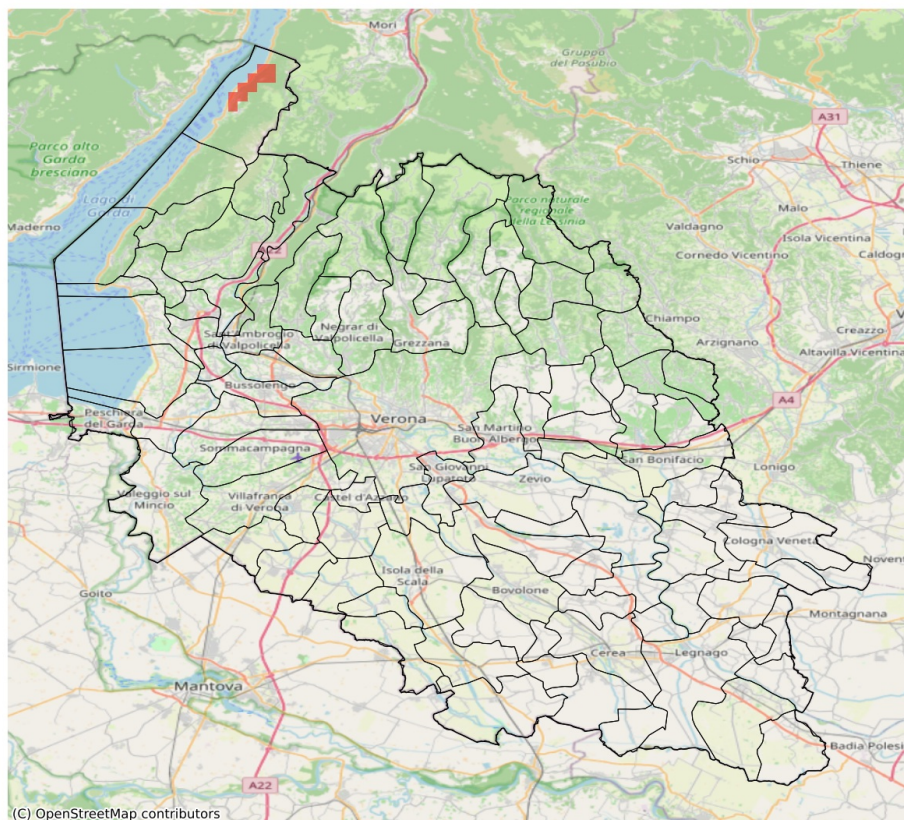 Mori
Gruppo
del Pasubio
A31
Parco alto
Garda
bresciano
Schio
Thiene
Lago di
Garda
Parco naturale
regionale
della Lessinia
Malo
Maderno
Valdagno
Isola Vicentina
Cornedo Vicentino
Caldogn
Chiampo
Sant'Ambrogio
di Valpolicella
Negrar di
Valpolicella
Grezzana
Arzignano
Creazzo
Altavilla Vicentina
Sirmione
Bussolengo
A4
Peschiera
del Garda
Verona
San Martino
Buon Albergo
Sommacampagna
San Giovanni
Lupatoto
Zevio
San Bonifacio
Lonigo
Valeggio sul
Mincio
Villafranca
di Verona
Castel d'Azzano
Cologna Veneta
Goito
Isola della
Scala
Bovolone
Noven
Montagnana
Cerea
Legnago
Mantova
Badia Polesi
A22
(C) OpenStreetMap contributors